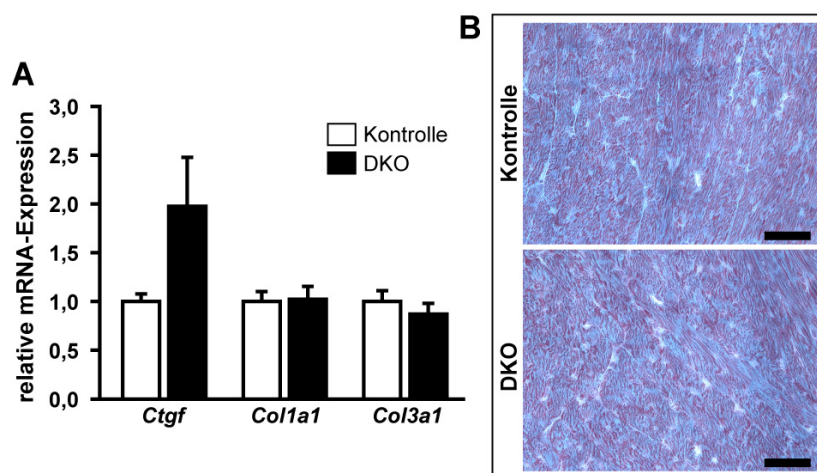 A
relative mRNA-Expression
3,0
2,5
2,0
1,5
1,0
0,5
0,0
Kontrolle
DKO
Ctgf
Col1a1
Col3a1
B
Kontrolle
DKO